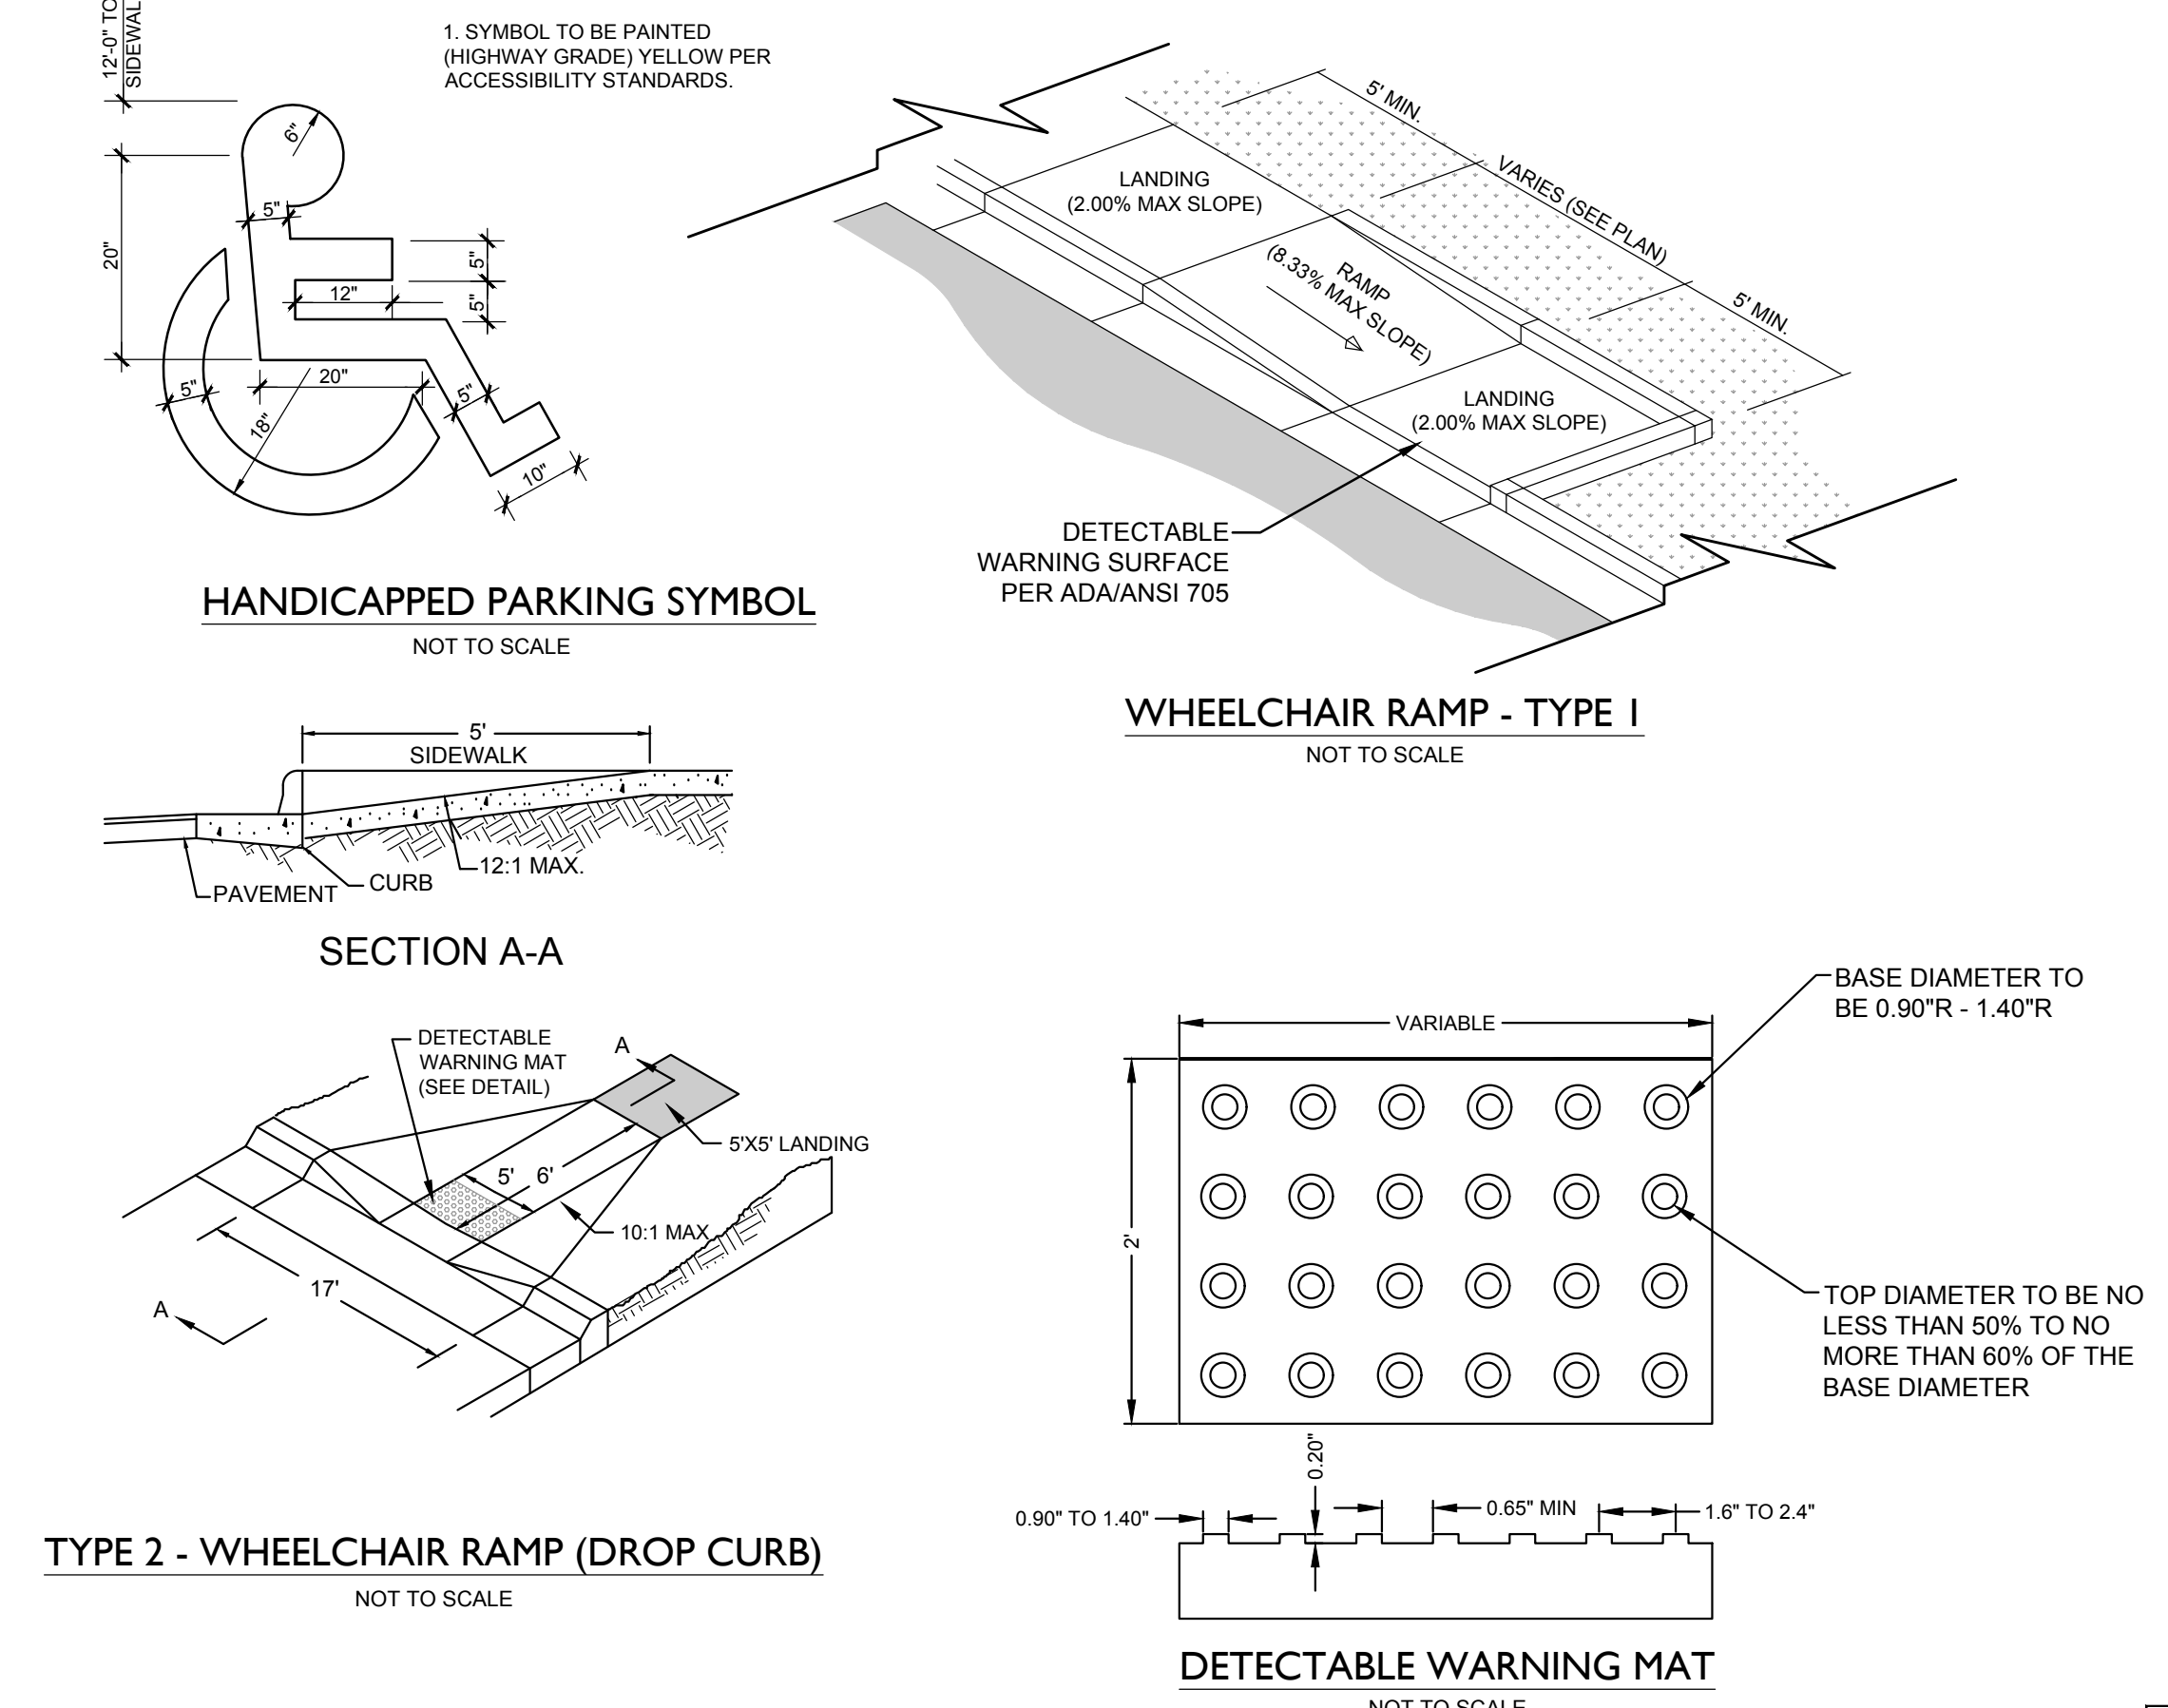 12'-0" TO
1. SYMBOL TO BE PAINTED
(HIGHWAY GRADE) YELLOW PER
ACCESSIBILITY STANDARDS.
6"
5"
20"
5"
5"
12"
20"
5"
5"
18"
10"
HANDICAPPED PARKING SYMBOL
NOT TO SCALE
5' MIN.
VARIES (SEE PLAN)
5' MIN.
LANDING
(2.00% MAX SLOPE)
RAMP
(8.33% MAX SLOPE)
LANDING
(2.00% MAX SLOPE)
DETECTABLE
WARNING SURFACE
PER ADA/ANSI 705
WHEELCHAIR RAMP - TYPE 1
NOT TO SCALE
5'
SIDEWALK
12:1 MAX.
CURB
PAVEMENT
SECTION A-A
DETECTABLE
WARNING MAT
(SEE DETAIL)
A
5'X5' LANDING
5'
6'
10:1 MAX
17'
A
TYPE 2 - WHEELCHAIR RAMP (DROP CURB)
NOT TO SCALE
BASE DIAMETER TO
BE 0.90"R - 1.40"R
VARIABLE
2'
TOP DIAMETER TO BE NO
LESS THAN 50% TO NO
MORE THAN 60% OF THE
BASE DIAMETER
0.20"
0.90" TO 1.40"
0.65" MIN
1.6" TO 2.4"
DETECTABLE WARNING MAT
NOT TO SCALE